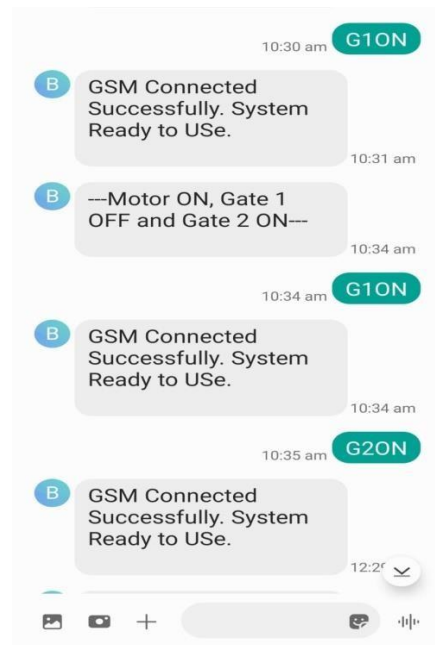 10:30 am G1ON
B
GSM Connected
Successfully. System
Ready to USe.
10:31 am
B
---Motor ON, Gate 1
OFF and Gate 2 ON---
10:34 am
10:34 am G1ON
B
GSM Connected
Successfully. System
Ready to USe.
10:34 am
10:35 am G2ON
B
GSM Connected
Successfully. System
Ready to USe.